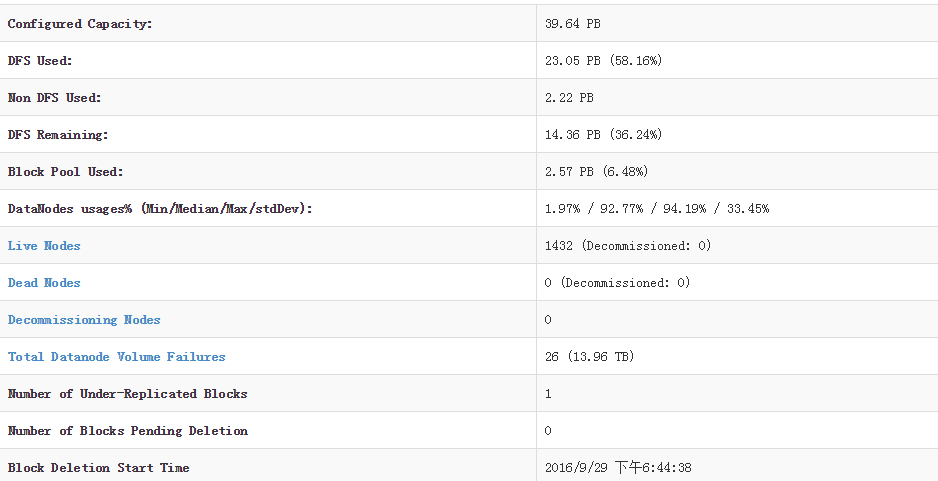 Configured Capacity: 39.64 PB
DFS Used: 23.05 PB (58.16%)
Non DFS Used: 2.22 PB
DFS Remaining: 14.36 PB (36.24%)
Block Pool Used: 2.57 PB (6.48%)
DataNodes usages% (Min/Median/Max/stdDev): 1.97% / 92.77% / 94.19% / 33.45%
Live Nodes 1432 (Decommissioned: 0)
Dead Nodes 0 (Decommissioned: 0)
Decommissioning Nodes 0
Total Datanode Volume Failures 26 (13.96 TB)
Number of Under-Replicated Blocks 1
Number of Blocks Pending Deletion 0
Block Deletion Start Time 2016/9/29 下午6:44:38